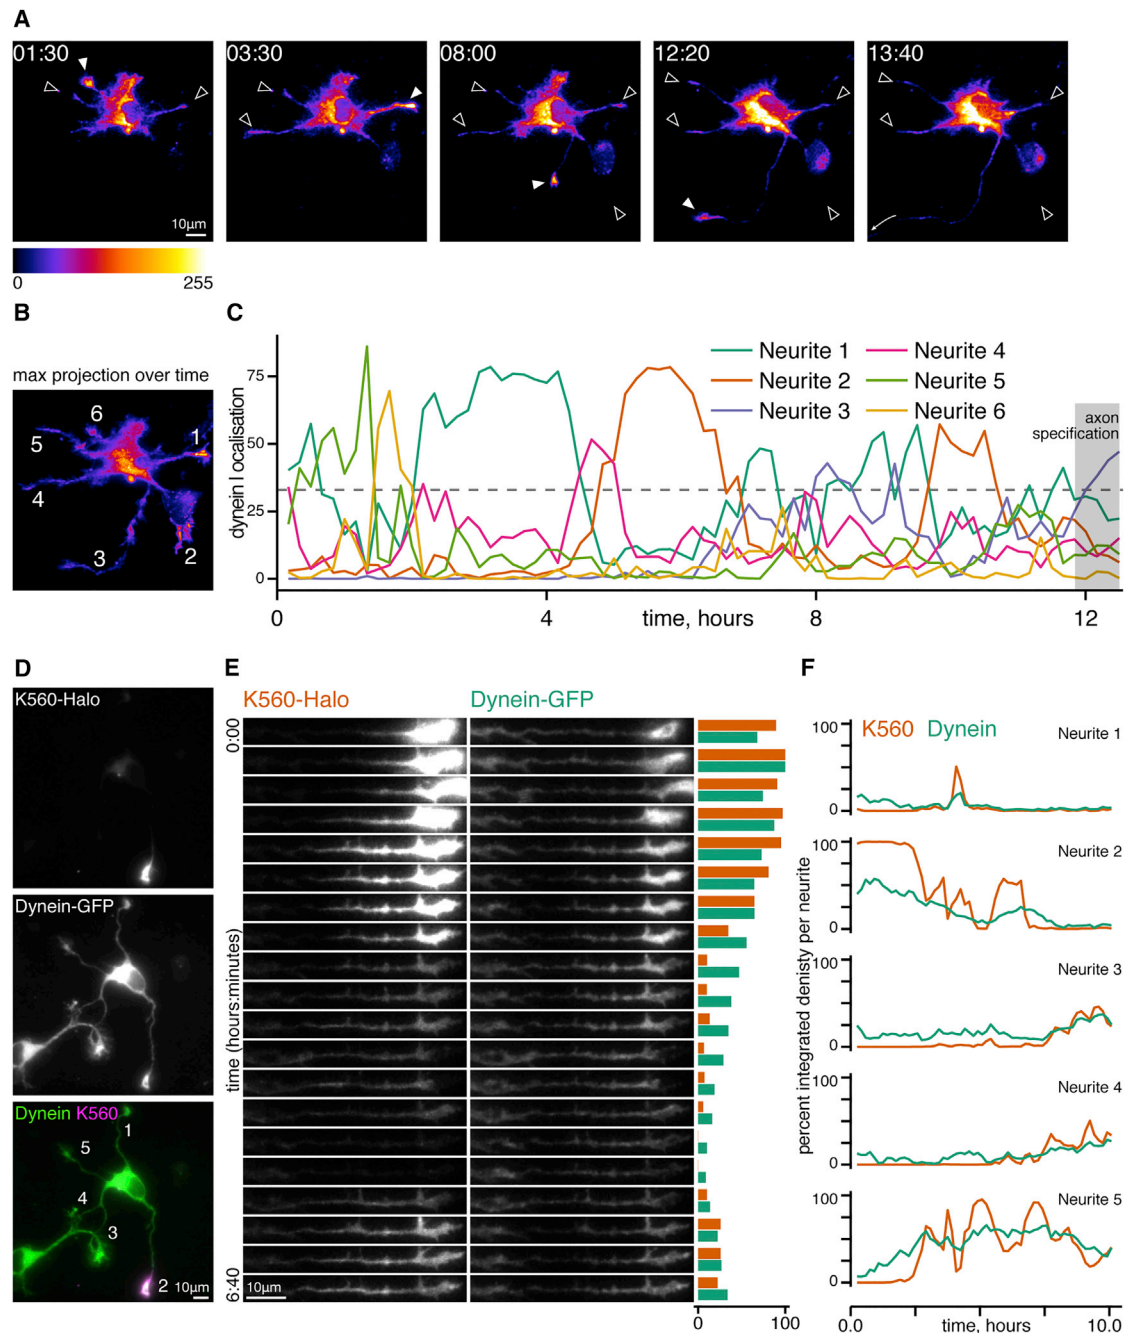 A
01:30
03:30
08:00
12:20
13:40
10µm
0 255
B
max projection over time
6
5
1
4
3
2
C
dynein l ocalisation
75
50
25
0
Neurite 1
Neurite 2
Neurite 3
Neurite 4
Neurite 5
Neurite 6
axon
specification
0 4 8 12
time, hours
D
K560-Halo
Dynein-GFP
Dynein K560
1
5
4
3
2
10µm
E
K560-Halo Dynein-GFP
0:00
time (hours:minutes)
6:40
10µm
0 100
F
K560 Dynein
percent integrated denisty per neurite
100
0
Neurite 1
100
0
Neurite 2
100
0
Neurite 3
100
0
Neurite 4
100
0
Neurite 5
0.0 10.0
time, hours